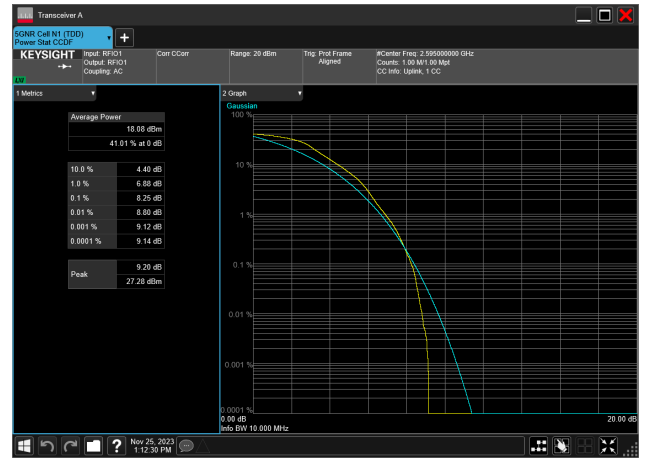 Transceiver A
5GNR Cell N1 (TDD)
Power Stat CCDF
KEYSIGHT
Input: RFIO1
Output: RFIO1
Coupling: AC
Corr CCorr
Range: 20 dBm
Trig: Prot Frame
Aligned
#Center Freq: 2.595000000 GHz
Counts: 1.00 M/1.00 Mpt
CC Info: Uplink, 1 CC
LXI
1 Metrics
Average Power
18.08 dBm
41.01 % at 0 dB
10.0 % 4.40 dB
1.0 % 6.88 dB
0.1 % 8.25 dB
0.01 % 8.80 dB
0.001 % 9.12 dB
0.0001 % 9.14 dB
Peak
9.20 dB
27.28 dBm
2 Graph
Gaussian
100 %
10 %
1 %
0.1 %
0.01 %
0.001 %
0.0001 %
0.00 dB
20.00 dB
Info BW 10.000 MHz
?
Nov 25, 2023
1:12:30 PM